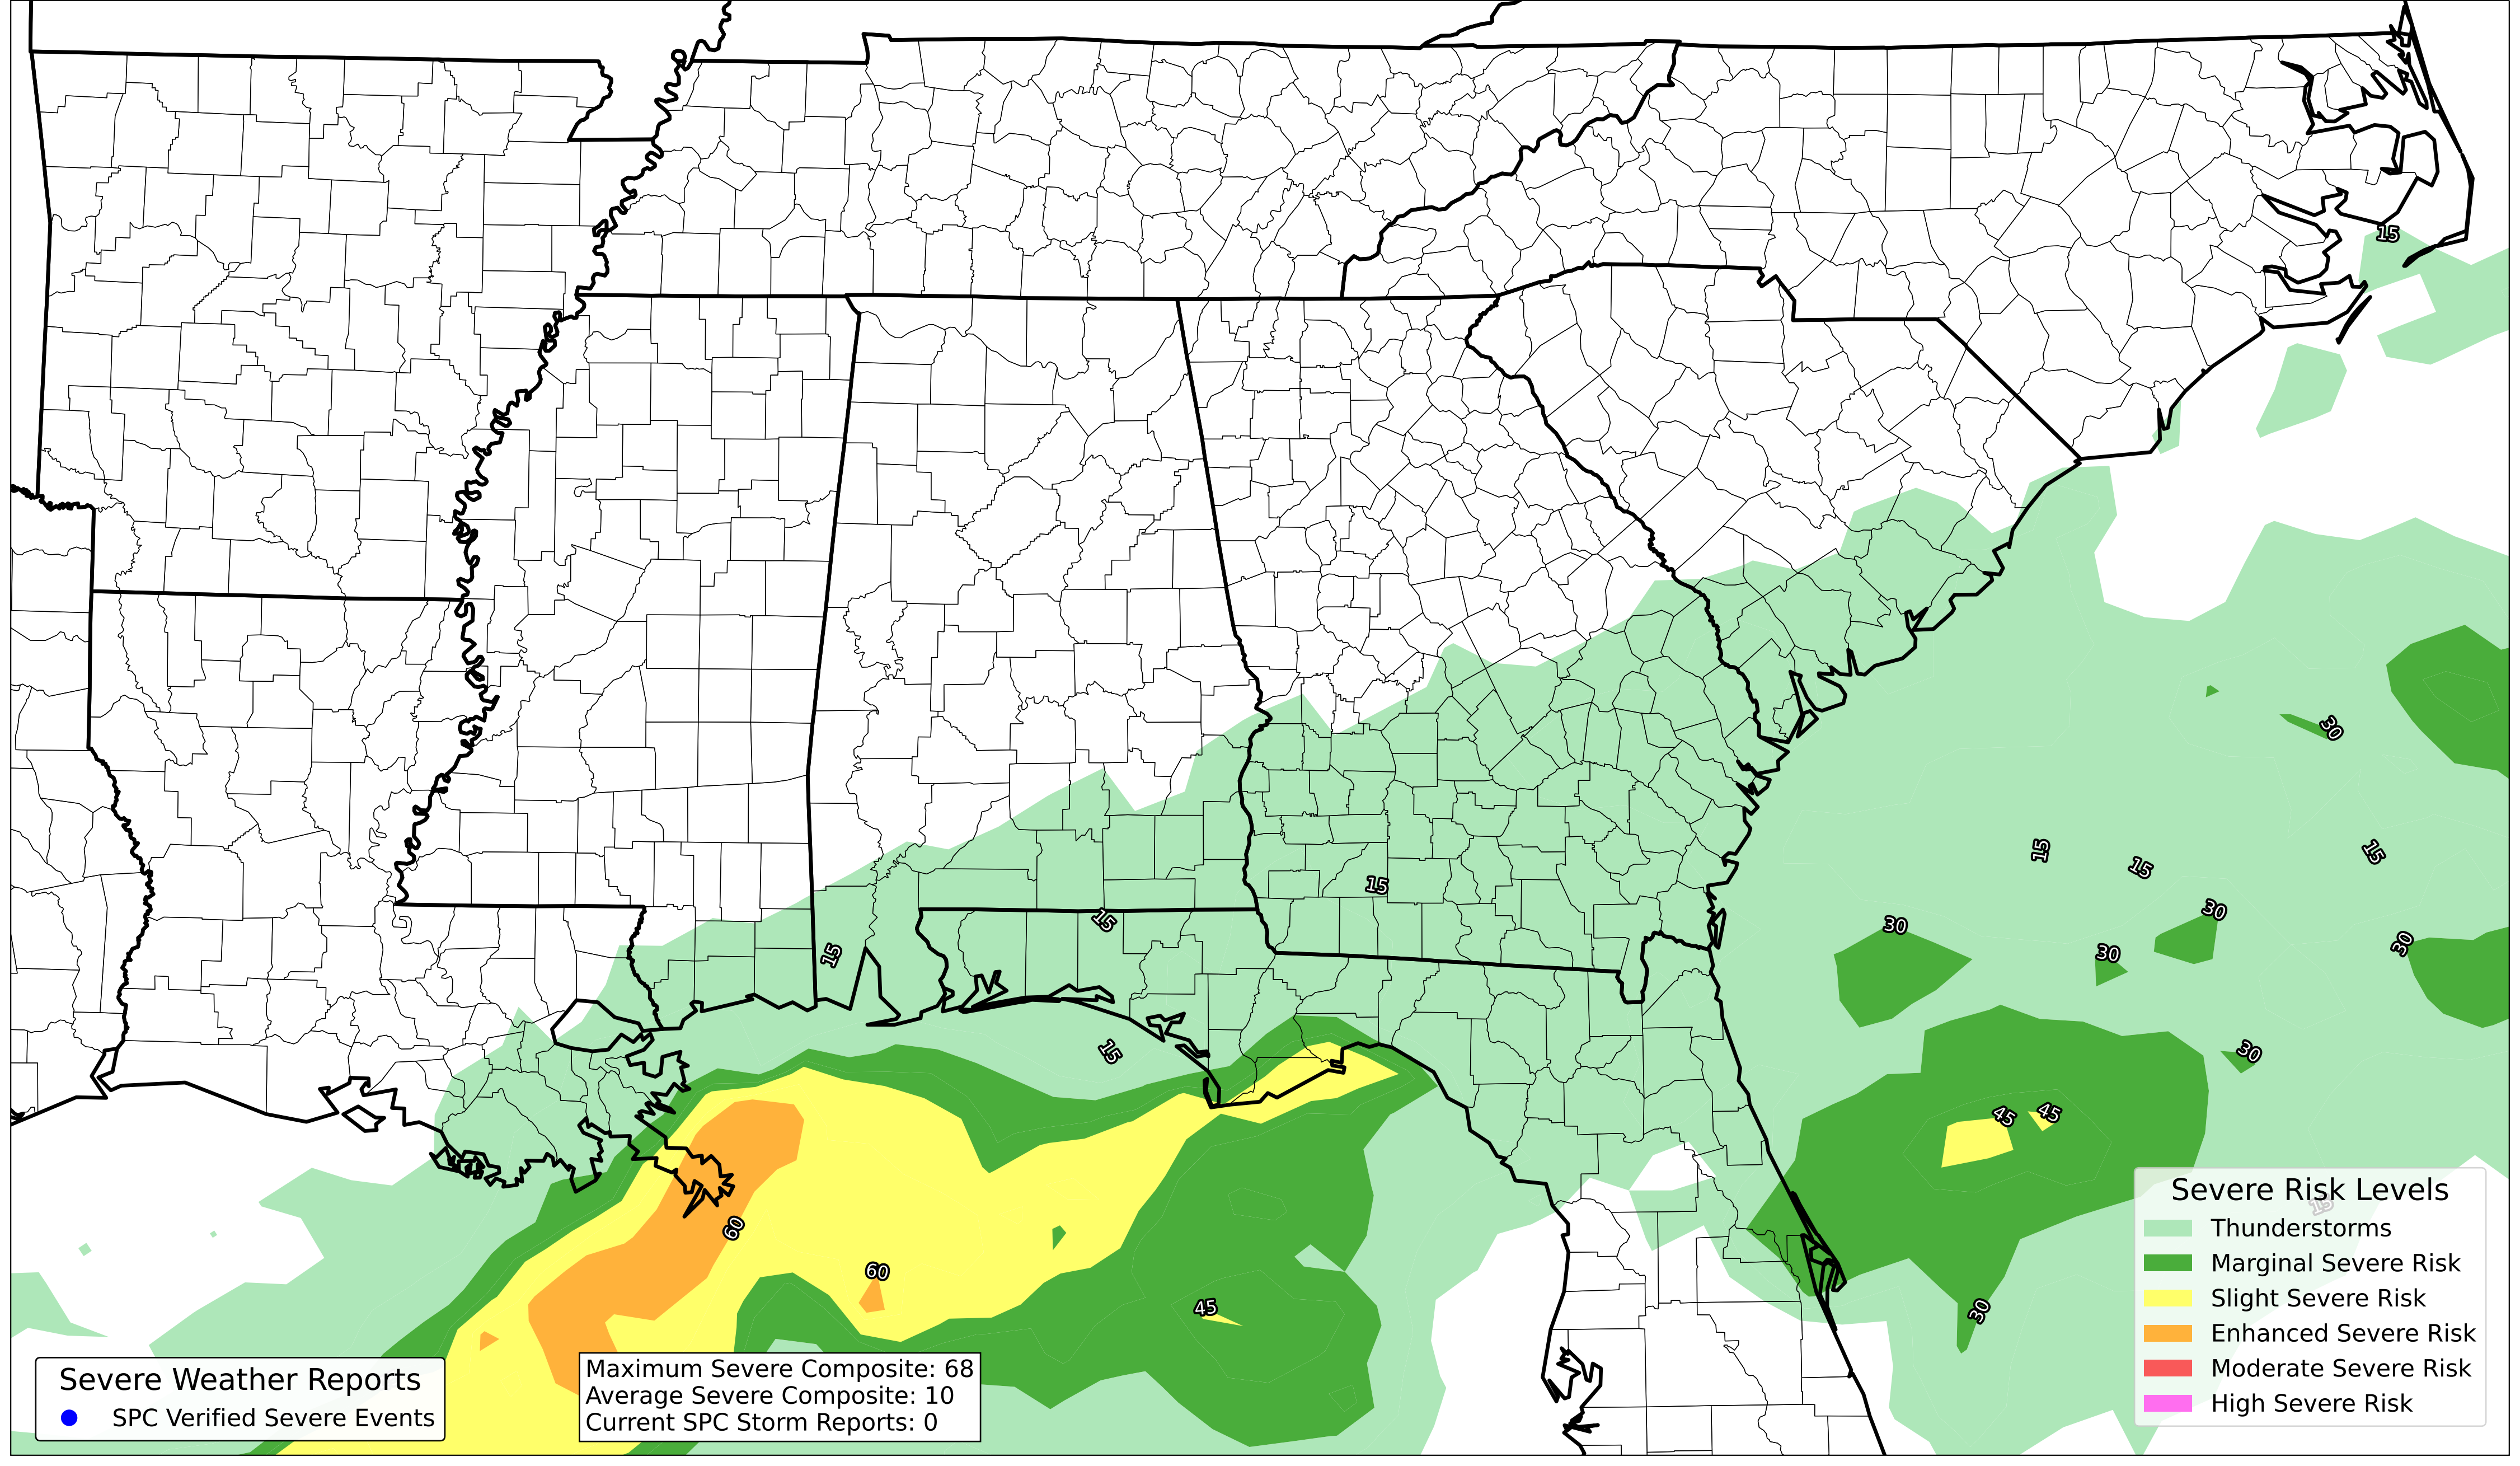 15
30
15
15
15
15
30
15
30
30
30
15
15
30
45
45
60
15
60
45
30
Severe Risk Levels
Thunderstorms
Marginal Severe Risk
Slight Severe Risk
Enhanced Severe Risk
Moderate Severe Risk
High Severe Risk
Severe Weather Reports
SPC Verified Severe Events
Maximum Severe Composite: 68
Average Severe Composite: 10
Current SPC Storm Reports: 0